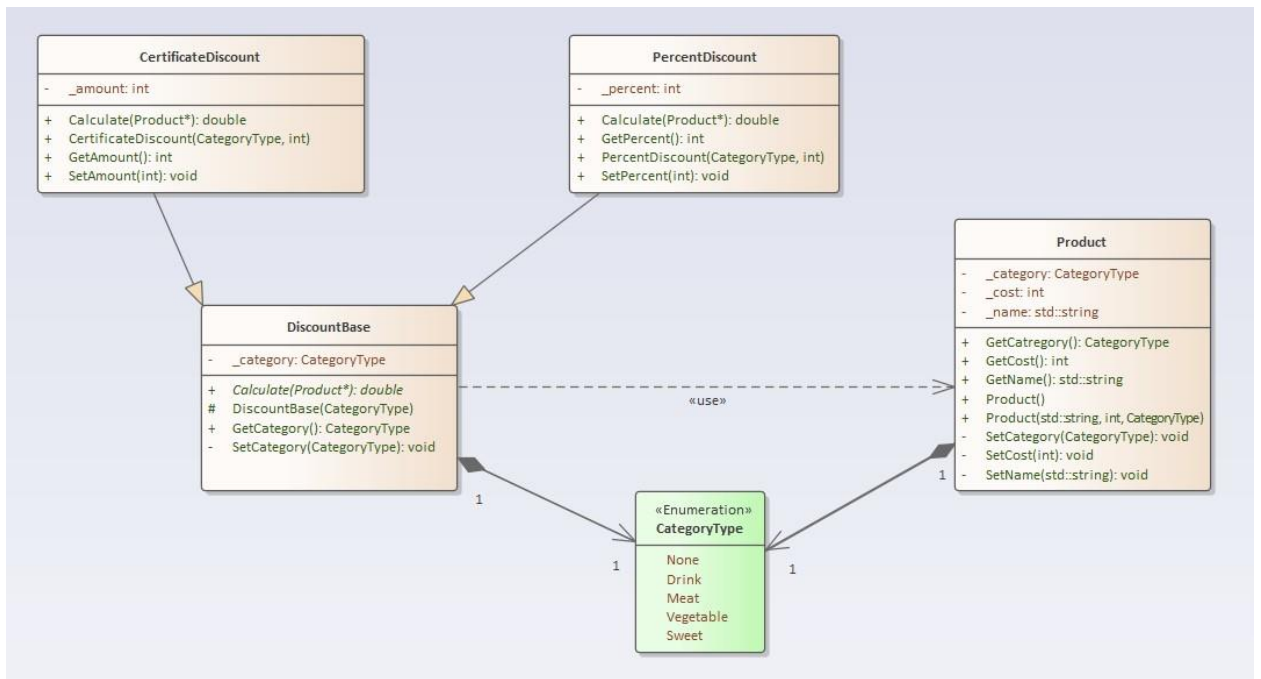 CertificateDiscount
- _amount: int
+ Calculate(Product*): double
+ CertificateDiscount(CategoryType, int)
+ GetAmount(): int
+ SetAmount(int): void
PercentDiscount
- _percent: int
+ Calculate(Product*): double
+ GetPercent(): int
+ PercentDiscount(CategoryType, int)
+ SetPercent(int): void
Product
- _category: CategoryType
- _cost: int
- _name: std::string
+ GetCatregory(): CategoryType
+ GetCost(): int
+ GetName(): std::string
+ Product()
+ Product(std::string, int, CategoryType)
- SetCategory(CategoryType): void
- SetCost(int): void
- SetName(std::string): void
DiscountBase
- _category: CategoryType
+ Calculate(Product*): double
# DiscountBase(CategoryType)
+ GetCategory(): CategoryType
- SetCategory(CategoryType): void
«use»
1
1
1
1
«Enumeration»
CategoryType
None
Drink
Meat
Vegetable
Sweet